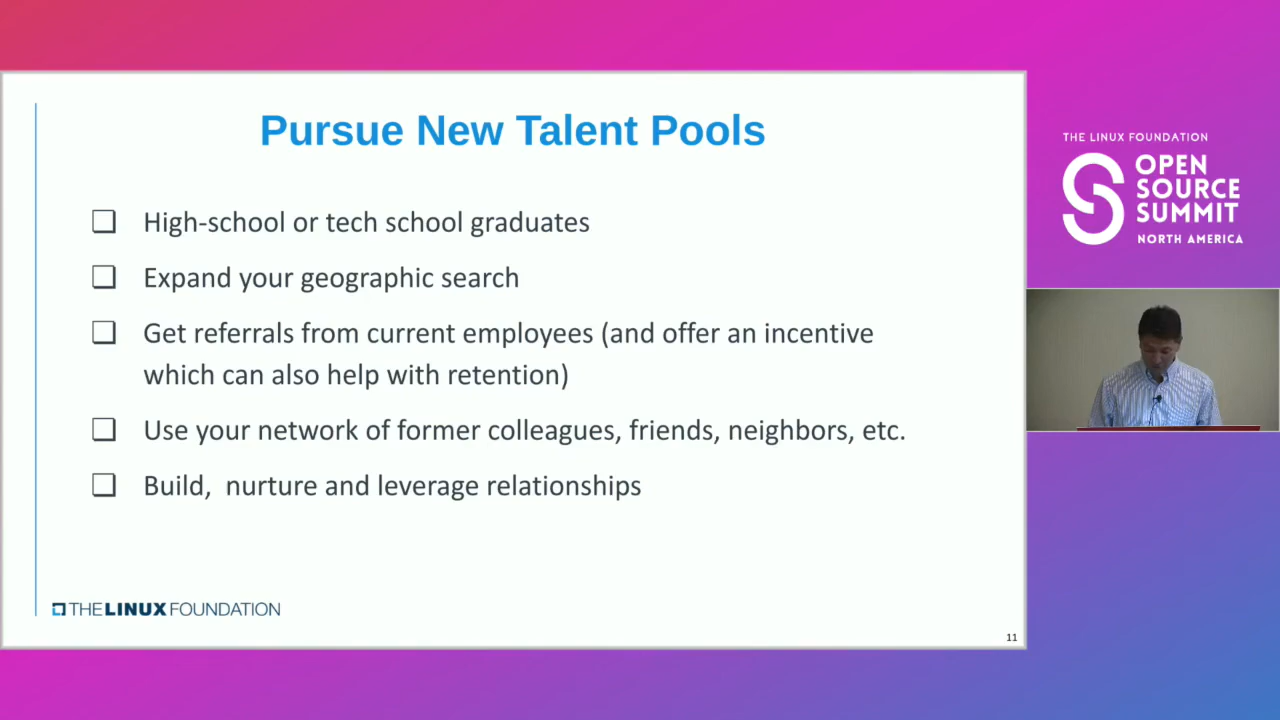 Pursue New Talent Pools
❏ High-school or tech school graduates
❏ Expand your geographic search
❏ Get referrals from current employees (and offer an incentive
which can also help with retention)
❏ Use your network of former colleagues, friends, neighbors, etc.
❏ Build,  nurture and leverage relationships
THE LINUX FOUNDATION
11
THE LINUX FOUNDATION
OPEN
SOURCE
SUMMIT
NORTH AMERICA